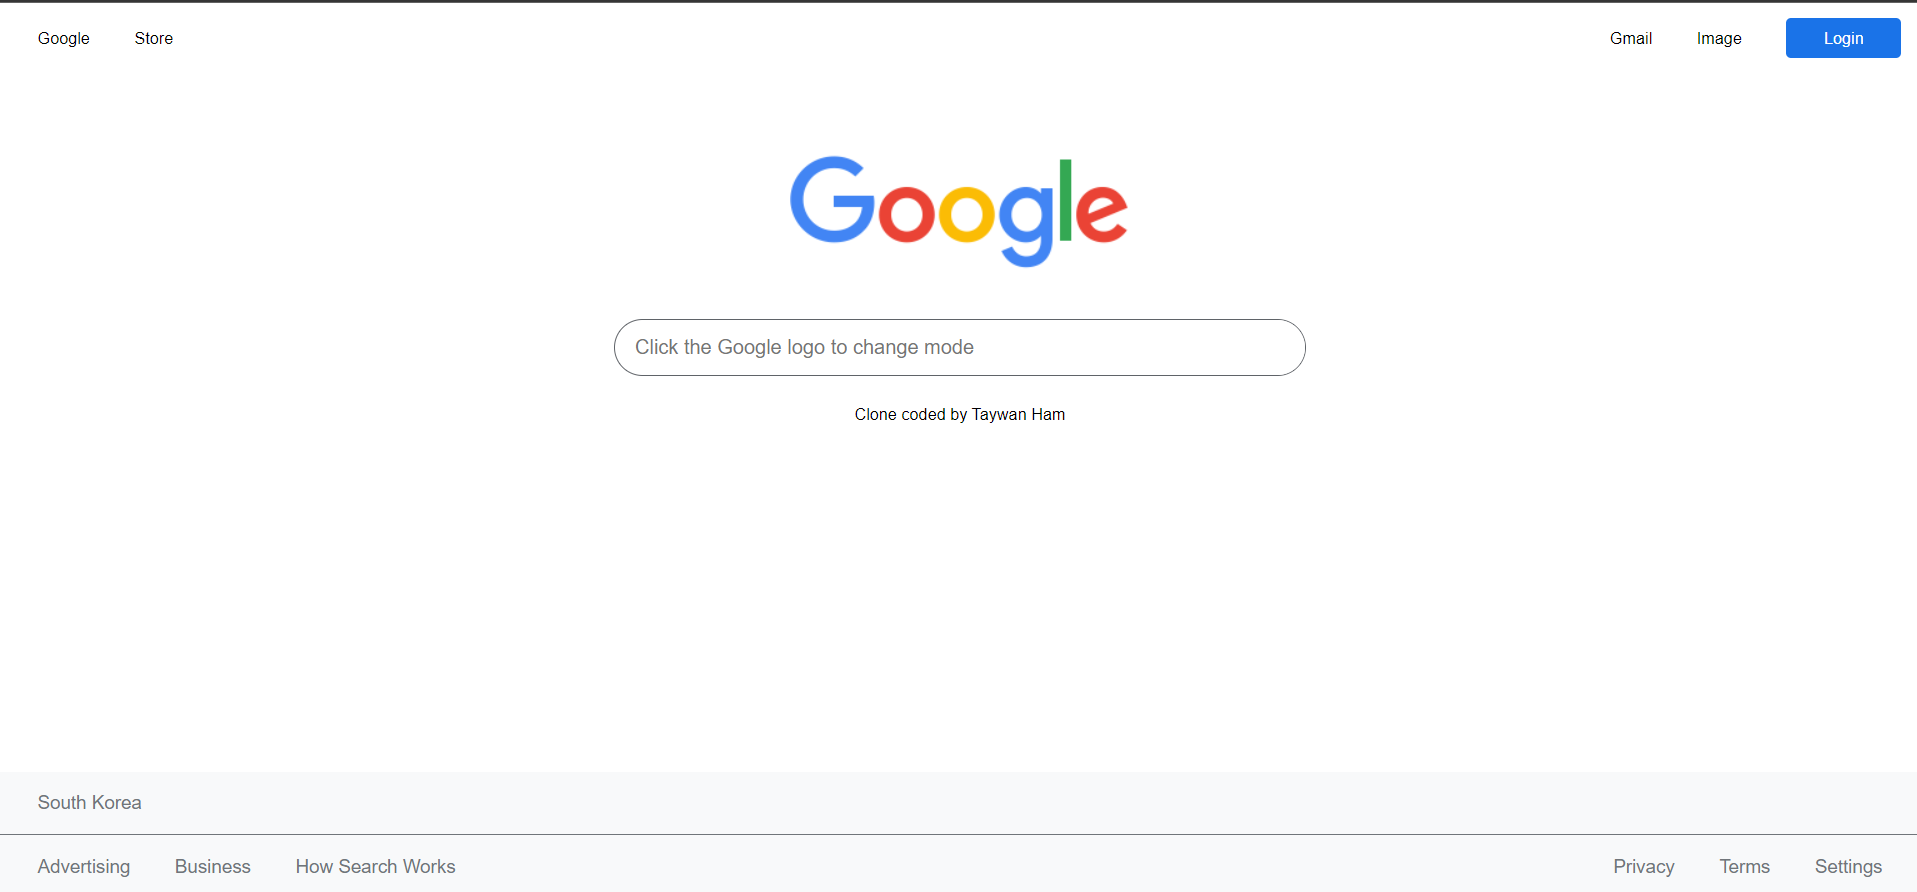 Google Store Gmail Image Login
Google
Click the Google logo to change mode
Clone coded by Taywan Ham
South Korea
Advertising Business How Search Works Privacy Terms Settings